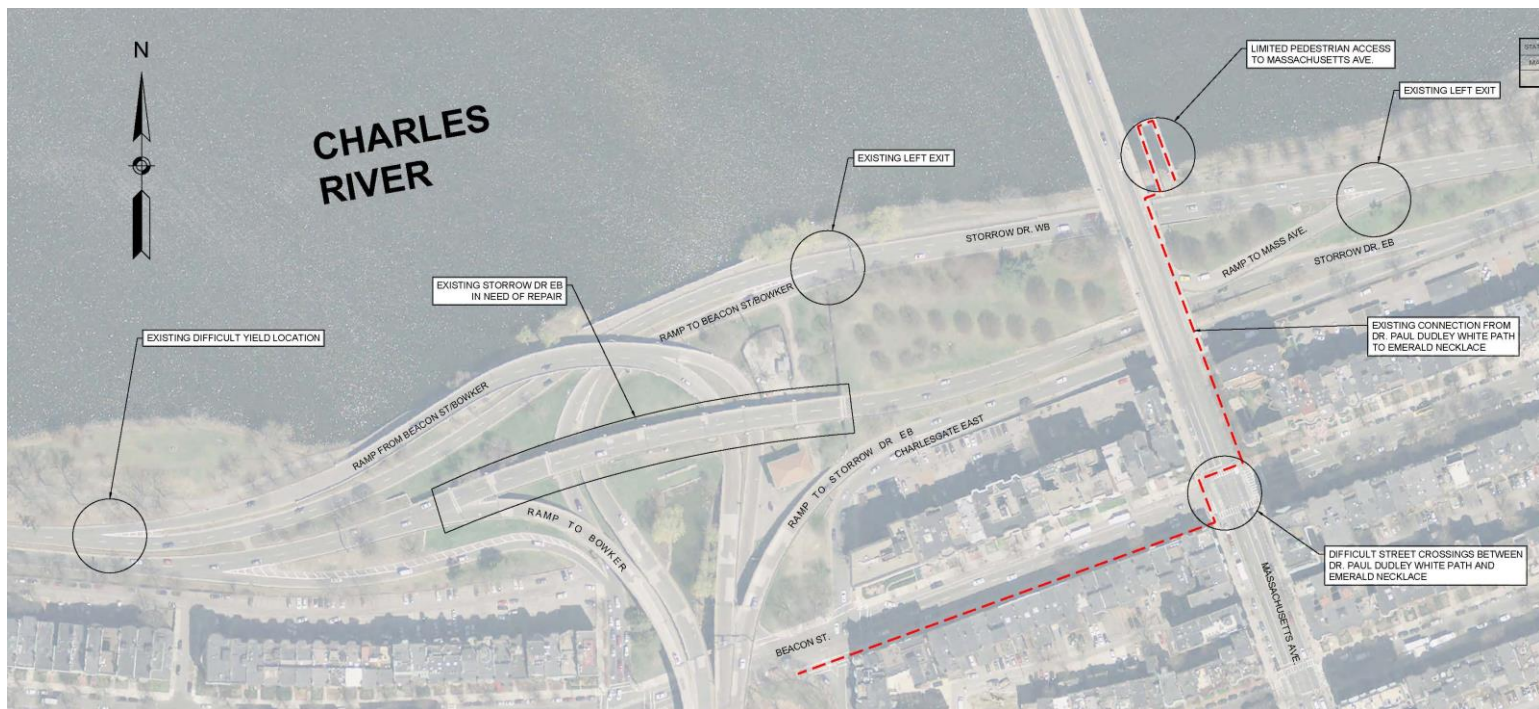 N
CHARLES
RIVER
LIMITED PEDESTRIAN ACCESS
TO MASSACHUSETTS AVE.
EXISTING LEFT EXIT
EXISTING LEFT EXIT
STORROW DR. WB
RAMP TO MASS AVE.
STORROW DR. EB
EXISTING STORROW DR EB
IN NEED OF REPAIR
RAMP TO BEACON ST/BOWKER
EXISTING DIFFICULT YIELD LOCATION
EXISTING CONNECTION FROM
DR. PAUL DUDLEY WHITE PATH
TO EMERALD NECKLACE
RAMP FROM BEACON ST/BOWKER
RAMP TO STORROW DR EB
CHARLESGATE EAST
RAMP TO BOWKER
DIFFICULT STREET CROSSINGS BETWEEN
DR. PAUL DUDLEY WHITE PATH AND
EMERALD NECKLACE
BEACON ST.
MASSACHUSETTS AVE.